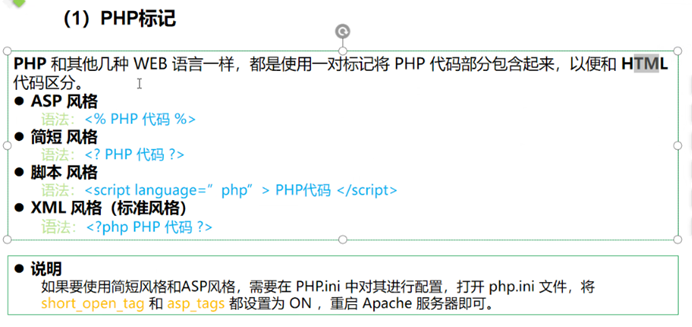 （1）PHP标记
PHP 和其他几种 WEB 语言一样，都是使用一对标记将 PHP 代码部分包含起来，以便和 HTML
代码区分。
● ASP 风格
语法：<% PHP 代码 %>
● 简短 风格
语法：<? PHP 代码 ?>
● 脚本 风格
语法：<script language=”php”> PHP代码 </script>
● XML 风格（标准风格）
语法：<?php PHP 代码 ?>
● 说明
如果要使用简短风格和ASP风格，需要在 PHP.ini 中对其进行配置，打开 php.ini 文件，将
short_open_tag 和 asp_tags 都设置为 ON ，重启 Apache 服务器即可。